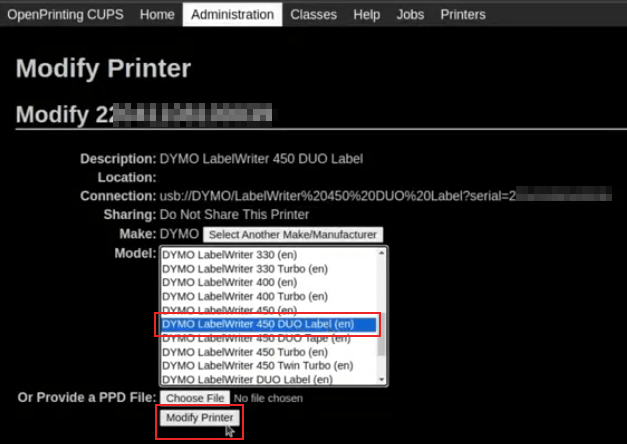 OpenPrinting CUPS Home Administration Classes Help Jobs Printers
Modify Printer
Modify 22
Description: DYMO LabelWriter 450 DUO Label
Location:
Connection: usb://DYMO/LabelWriter%20450%20DUO%20Label?serial=2
Sharing: Do Not Share This Printer
Make: DYMO Select Another Make/Manufacturer
Model:
DYMO LabelWriter 330 (en)
DYMO LabelWriter 330 Turbo (en)
DYMO LabelWriter 400 (en)
DYMO LabelWriter 400 Turbo (en)
DYMO LabelWriter 450 (en)
DYMO LabelWriter 450 DUO Label (en)
DYMO LabelWriter 450 DUO Tape (en)
DYMO LabelWriter 450 Turbo (en)
DYMO LabelWriter 450 Twin Turbo (en)
DYMO LabelWriter DUO Label (en)
Or Provide a PPD File: Choose File No file chosen
Modify Printer